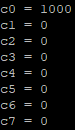 c0 = 1000
c1 = 0
c2 = 0
c3 = 0
c4 = 0
c5 = 0
c6 = 0
c7 = 0